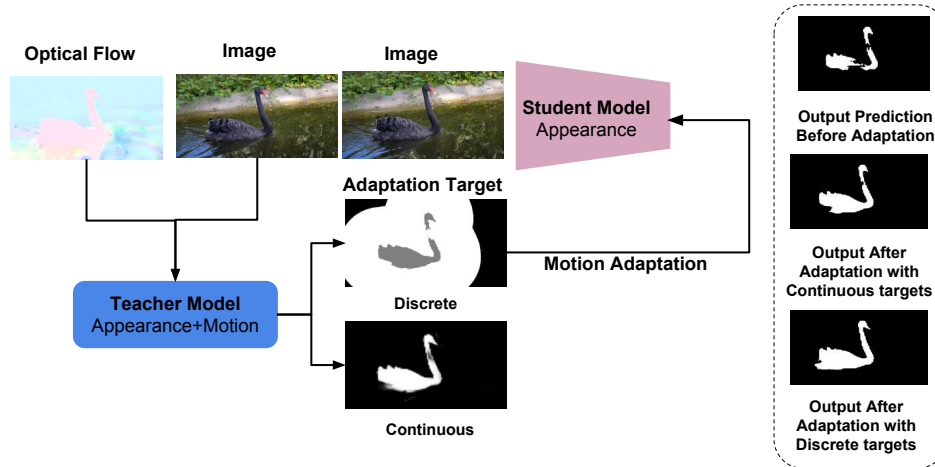 Optical Flow
Image
Image
Student Model
Appearance
Adaptation Target
Discrete
Motion Adaptation
Teacher Model
Appearance+Motion
Continuous
Output Prediction
Before Adaptation
Output After
Adaptation with
Continuous targets
Output After
Adaptation with
Discrete targets